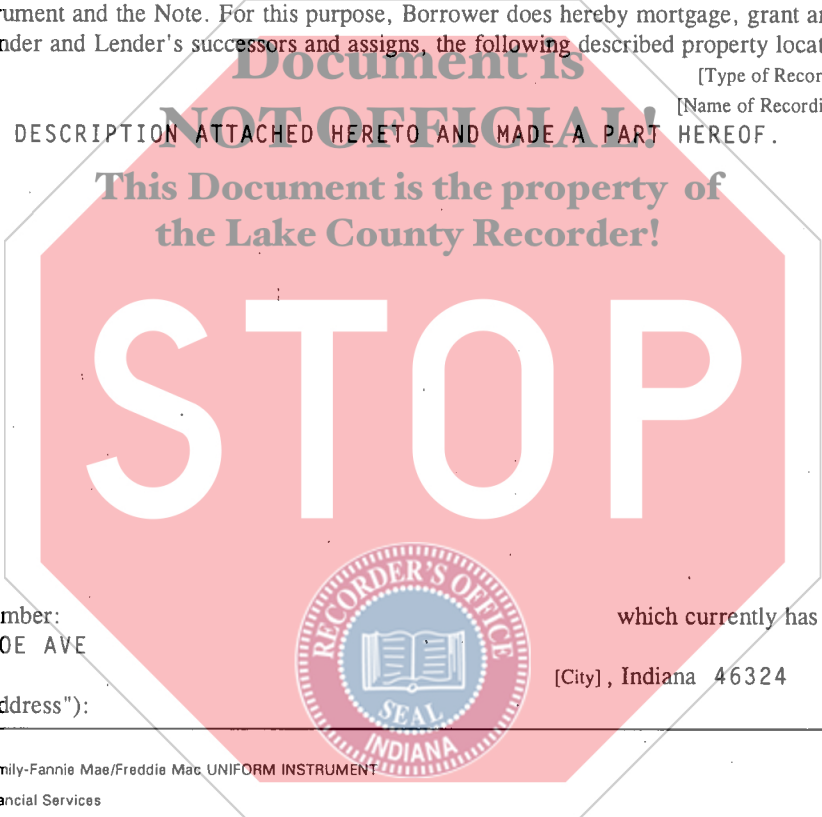 rument and the Note. For this purpose, Borrower does hereby mortgage, grant
nder and Lender's successors and assigns, the following described property locat
Document is
[Type of Recor
[Name of Recordi
NOT OFFICIAL!
DESCRIPTION ATTACHED HERETO AND MADE A PART HEREOF.
This Document is the property of
the Lake County Recorder!
STOP
RECORDER'S OFFICE
SEAL
INDIANA
mber:
which currently has
OE AVE
[City], Indiana 46324
ddress"):
mily-Fannie Mae/Freddie Mac UNIFORM INSTRUMENT
ancial Services